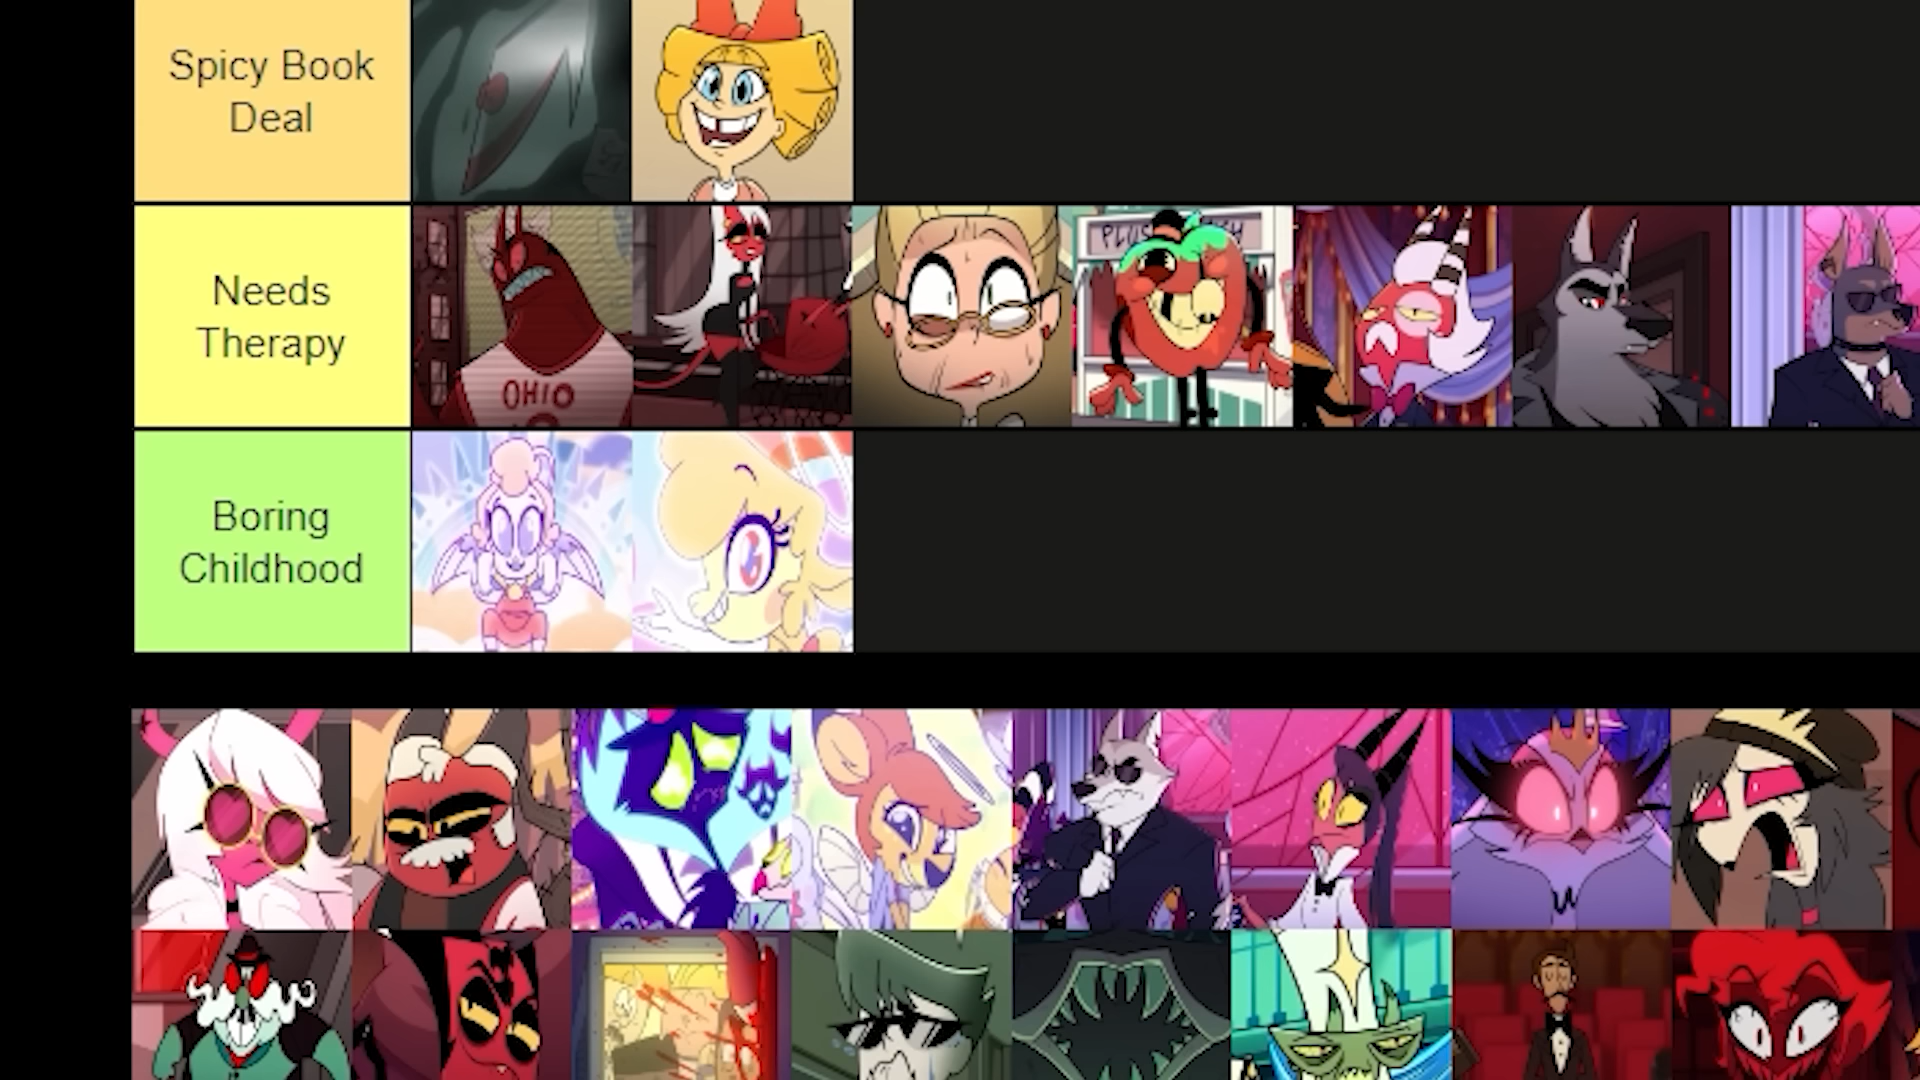 Spicy Book
Deal
Needs
Therapy
OHIO
Boring
Childhood